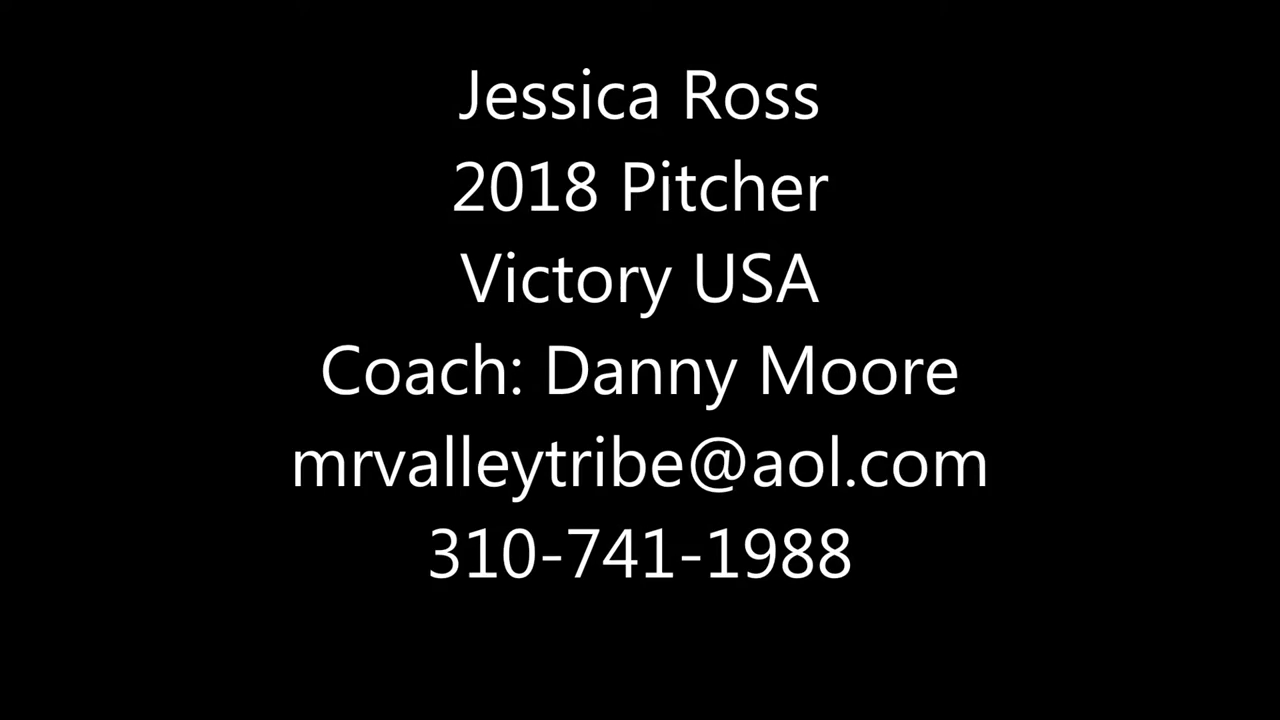 Jessica Ross
2018 Pitcher
Victory USA
Coach: Danny Moore
mrvalleytribe@aol.com
310-741-1988